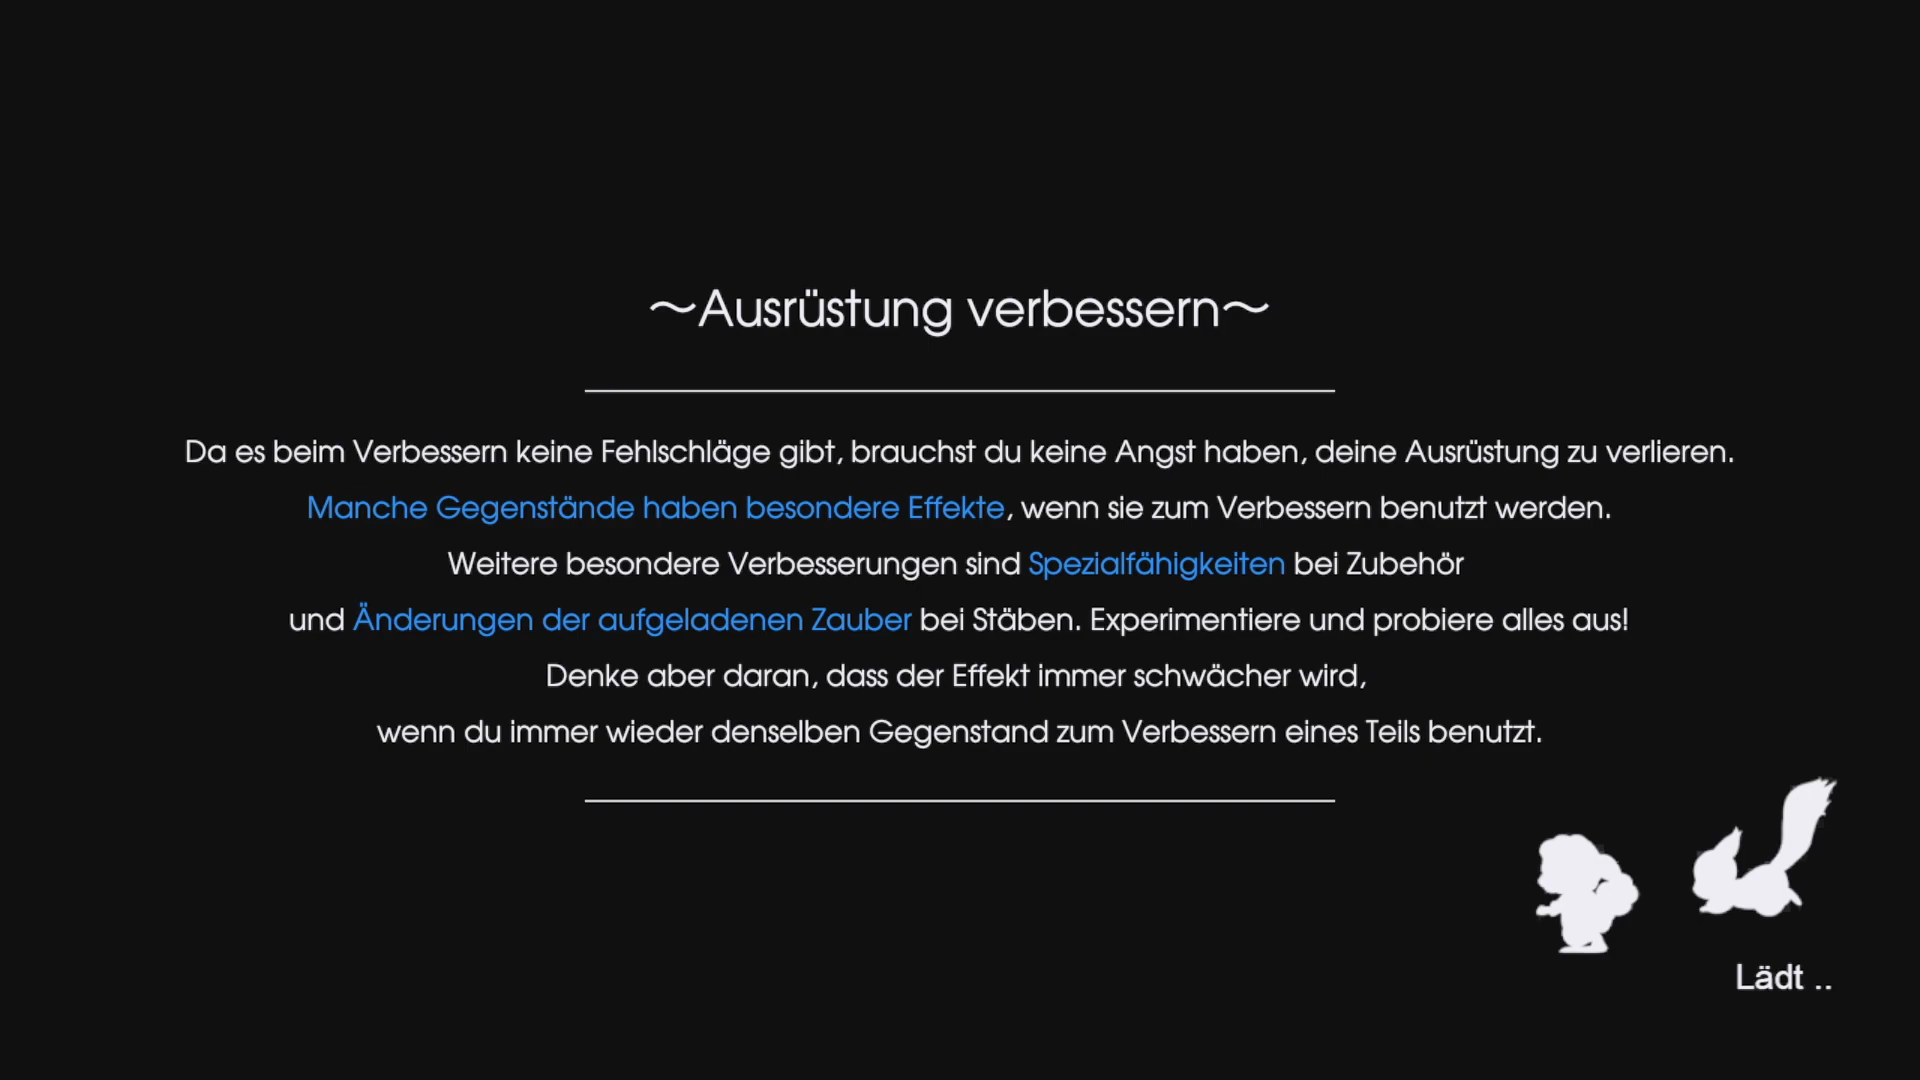 ～Ausrüstung verbessern～
Da es beim Verbessern keine Fehlschläge gibt, brauchst du keine Angst haben, deine Ausrüstung zu verlieren.
Manche Gegenstände haben besondere Effekte, wenn sie zum Verbessern benutzt werden.
Weitere besondere Verbesserungen sind Spezialfähigkeiten bei Zubehör
und Änderungen der aufgeladenen Zauber bei Stäben. Experimentiere und probiere alles aus!
Denke aber daran, dass der Effekt immer schwächer wird,
wenn du immer wieder denselben Gegenstand zum Verbessern eines Teils benutzt.
Lädt ..